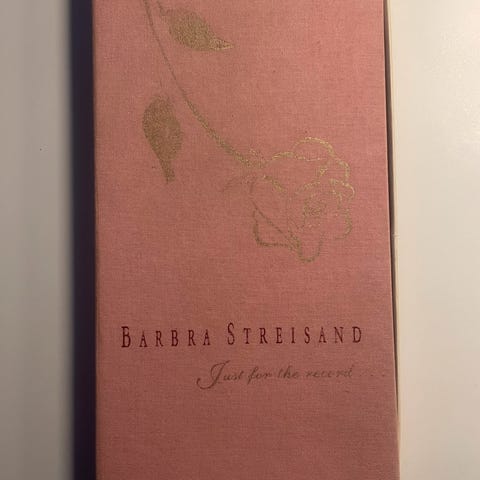 BARBRA STREISAND
Just for the record...